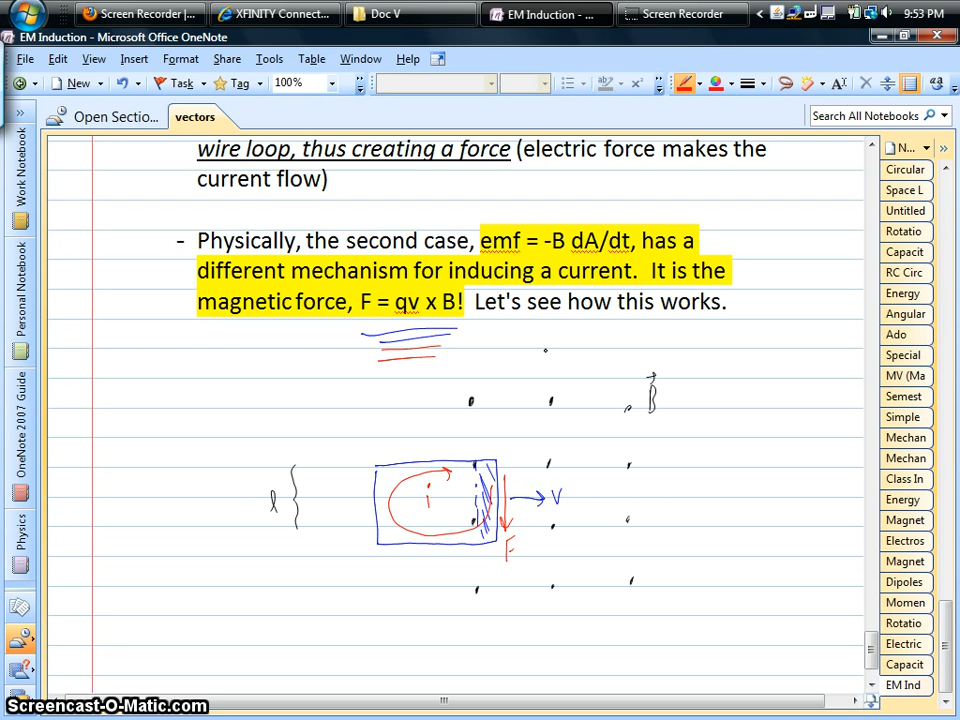 Screen Recorder |...
XFINITY Connect...
Doc V
EM Induction - ...
Screen Recorder
9:53 PM
EM Induction - Microsoft Office OneNote
File Edit View Insert Format Share Tools Table Window Help
New Task Tag 100%
Open Sectio... vectors Search All Notebooks
Work Notebook
Personal Notebook
OneNote 2007 Guide
Physics
wire loop, thus creating a force (electric force makes the
current flow)
- Physically, the second case, emf = -B dA/dt, has a
different mechanism for inducing a current. It is the
magnetic force, F = qv x B! Let's see how this works.
B
l
i
V
F
N...
Circular
Space L
Untitled
Rotatio
Capacit
RC Circ
Energy
Angular
Ado
Special
MV (Ma
Semest
Simple
Mechan
Mechan
Class In
Energy
Magnet
Electros
Magnet
Dipoles
Momen
Rotatio
Electric
Capacit
EM Ind
Screencast-O-Matic.com